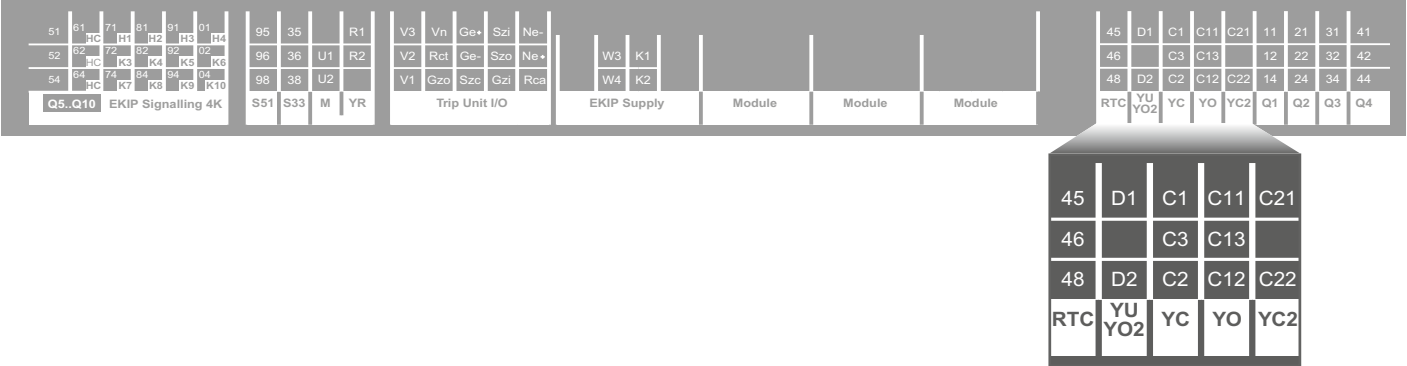 51 61 HC 71 H1 81 H2 91 H3 01 H4
52 62 HC 72 K3 82 K4 92 K5 02 K6
54 64 HC 74 K7 84 K8 94 K9 04 K10
Q5..Q10 EKIP Signalling 4K
95 35 R1
96 36 U1 R2
98 38 U2
S51 S33 M YR
V3 Vn Ge+ Szi Ne-
V2 Rct Ge- Szo Ne+
V1 Gzo Szc Gzi Rca
Trip Unit I/O
W3 K1
W4 K2
EKIP Supply
Module
Module
Module
45 D1 C1 C11 C21 11 21 31 41
46 C3 C13 12 22 32 42
48 D2 C2 C12 C22 14 24 34 44
RTC YU YO2 YC YO YC2 Q1 Q2 Q3 Q4
45 D1 C1 C11 C21
46 C3 C13
48 D2 C2 C12 C22
RTC YU YO2 YC YO YC2